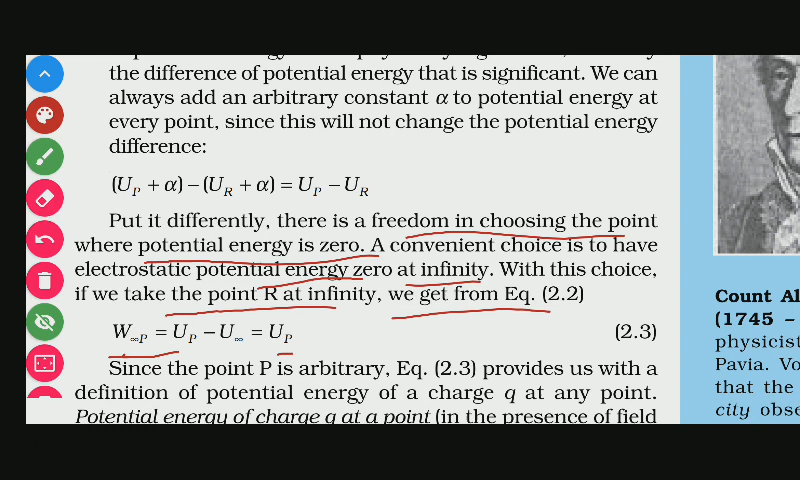 the difference of potential energy that is significant. We can
always add an arbitrary constant α to potential energy at
every point, since this will not change the potential energy
difference:
(U_P + α) – (U_R + α) = U_P – U_R
Put it differently, there is a freedom in choosing the point
where potential energy is zero. A convenient choice is to have
electrostatic potential energy zero at infinity. With this choice,
if we take the point R at infinity, we get from Eq. (2.2)
W_∞P = U_P – U_∞ = U_P (2.3)
Since the point P is arbitrary, Eq. (2.3) provides us with a
definition of potential energy of a charge q at any point.
Potential energy of charge q at a point (in the presence of field
Count Al
(1745 –
physicist
Pavia. Vo
that the
city obse